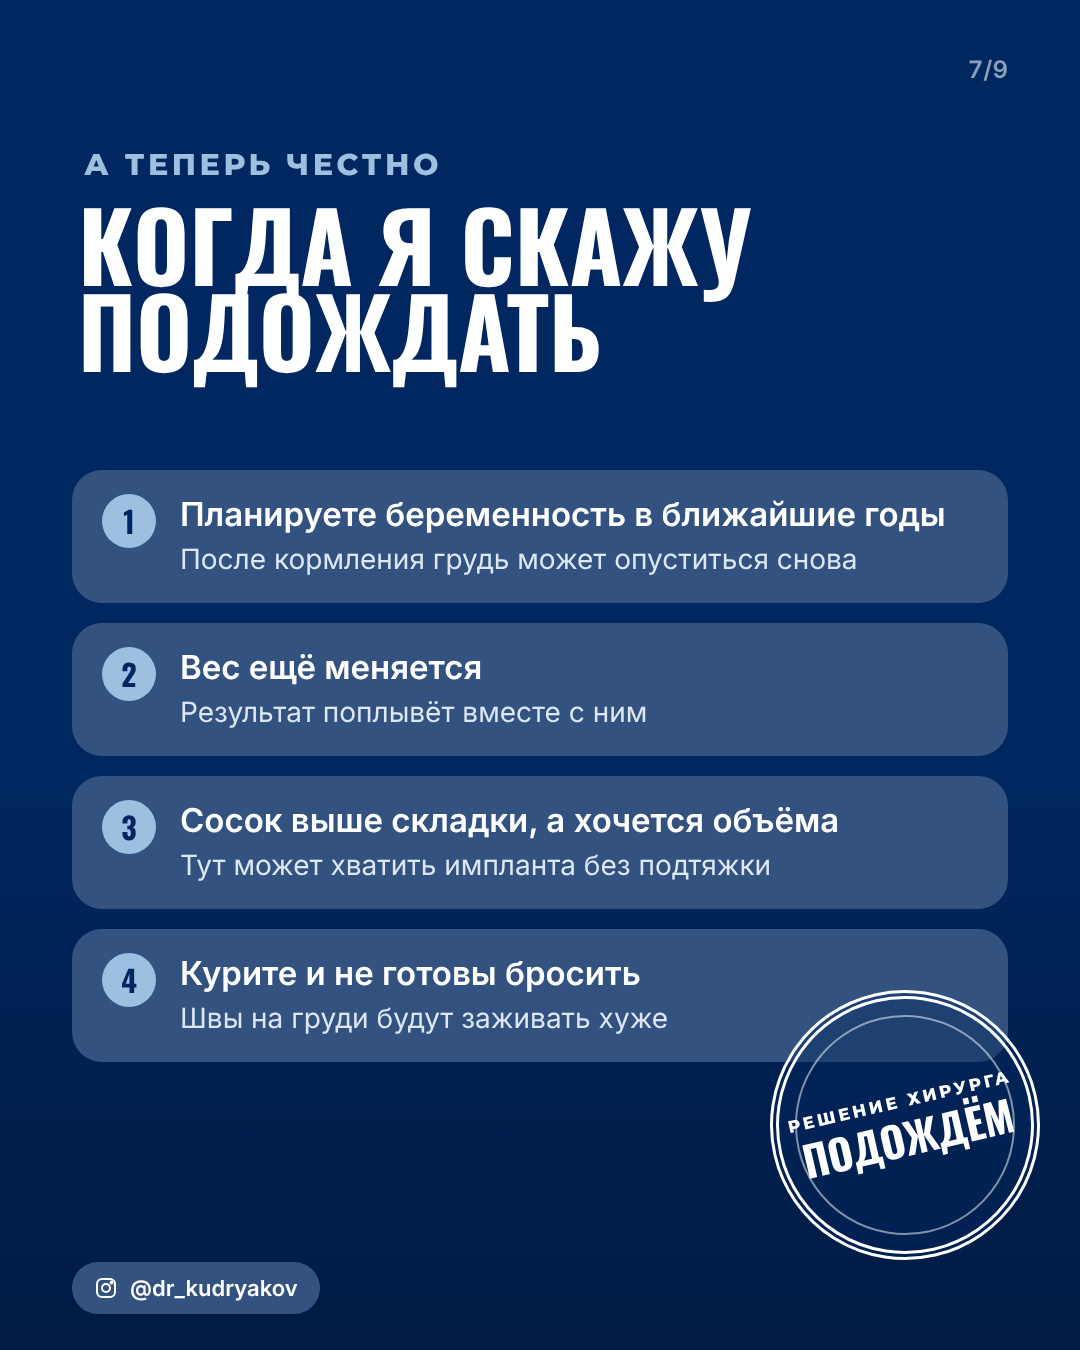 7/9
А ТЕПЕРЬ ЧЕСТНО
КОГДА Я СКАЖУ
ПОДОЖДАТЬ
1 Планируете беременность в ближайшие годы
После кормления грудь может опуститься снова
2 Вес ещё меняется
Результат поплывёт вместе с ним
3 Сосок выше складки, а хочется объёма
Тут может хватить импланта без подтяжки
4 Курите и не готовы бросить
Швы на груди будут заживать хуже
РЕШЕНИЕ ХИРУРГА
ПОДОЖДЁМ
@dr_kudryakov